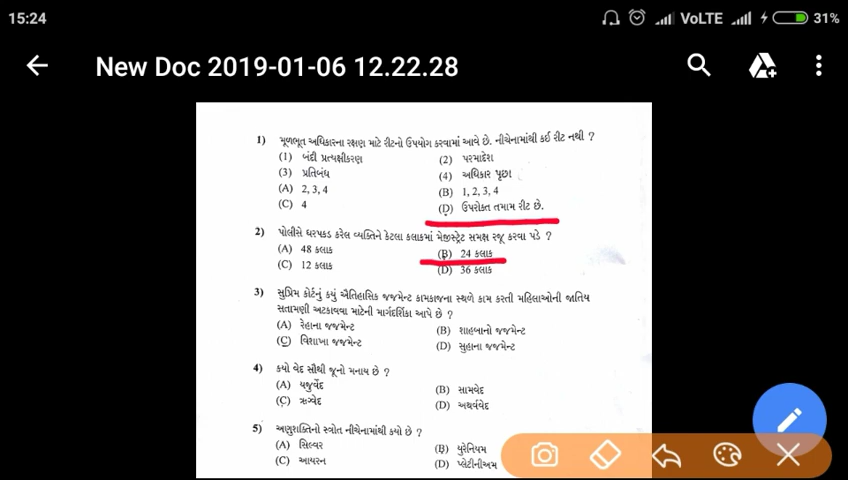 15:24 VoLTE 31%
New Doc 2019-01-06 12.22.28
1) મૂળભૂત અધિકારના રક્ષણ માટે રીટનો ઉપયોગ કરવામાં આવે છે. નીચેનામાંથી કઈ રીટ નથી ?
(1) બંદી પ્રત્યક્ષીકરણ (2) પરમાદેશ
(3) પ્રતિબંધ (4) અધિકાર પૃછા
(A) 2, 3, 4 (B) 1, 2, 3, 4
(C) 4 (D) ઉપરોક્ત તમામ રીટ છે.
2) પોલીસે ધરપકડ કરેલ વ્યક્તિને કેટલા કલાકમાં મેજીસ્ટ્રેટ સમક્ષ રજૂ કરવા પડે ?
(A) 48 કલાક (B) 24 કલાક
(C) 12 કલાક (D) 36 કલાક
3) સુપ્રિમ કોર્ટનું કયું ઐતિહાસિક જજમેન્ટ કામકાજના સ્થળે કામ કરતી મહિલાઓની જાતિય
સતામણી અટકાવવા માટેની માર્ગદર્શિકા આપે છે ?
(A) રેહાના જજમેન્ટ (B) શાહબાનો જજમેન્ટ
(C) વિશાખા જજમેન્ટ (D) સુહાના જજમેન્ટ
4) કયો વેદ સૌથી જૂનો મનાય છે ?
(A) યજુર્વેદ (B) સામવેદ
(C) ઋગ્વેદ (D) અથર્વવેદ
5) અણુશક્તિનો સ્ત્રોત નીચેનામાંથી કયો છે ?
(A) સિલ્વર (B) યુરેનિયમ
(C) આયરન (D) પ્લેટીનીઅમ